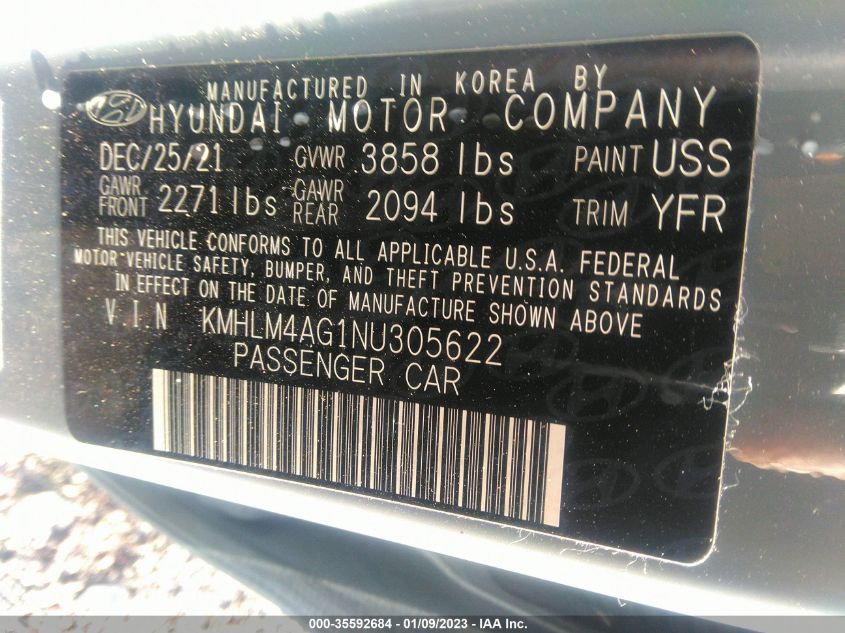 MANUFACTURED IN KOREA BY
HYUNDAI MOTOR COMPANY
DEC/25/21 GVWR 3858 lbs PAINT USS
GAWR FRONT 2271 lbs GAWR REAR 2094 lbs TRIM YFR
THIS VEHICLE CONFORMS TO ALL APPLICABLE U.S.A. FEDERAL
MOTOR VEHICLE SAFETY, BUMPER, AND THEFT PREVENTION STANDARDS
IN EFFECT ON THE DATE OF MANUFACTURE SHOWN ABOVE
V.I.N KMHLM4AG1NU305622
PASSENGER CAR
000-35592684 - 01/09/2023 - IAA Inc.